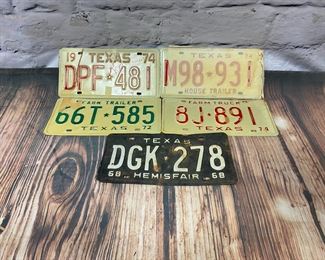 19 TEXAS 74
DPF★481
TEXAS 74
M98-931
HOUSE TRAILER
FARM TRAILER
66T★585
TEXAS 72
FARM TRUCK
8J★891
TEXAS 74
TEXAS
DGK★278
68 HEMISFAIR 68